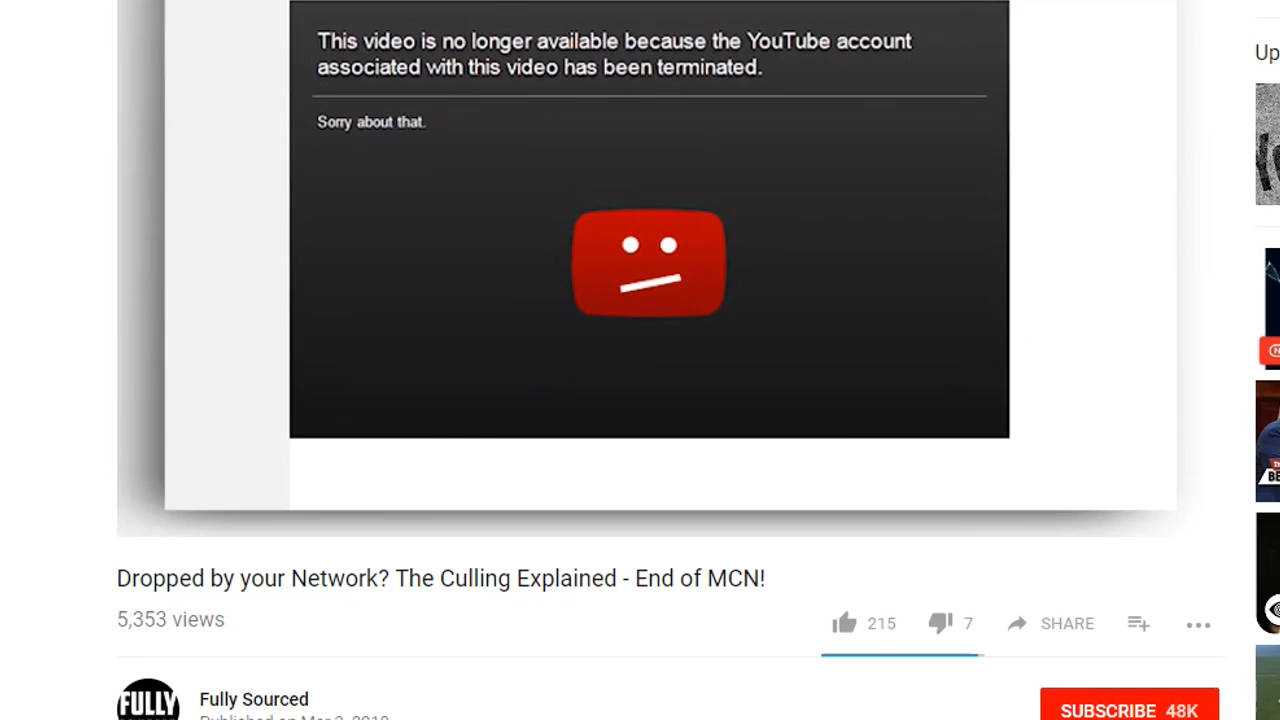 This video is no longer available because the YouTube account
associated with this video has been terminated.
Sorry about that.
Up
Dropped by your Network? The Culling Explained - End of MCN!
5,353 views
215
7
SHARE
FULLY
Fully Sourced
SUBSCRIBE 48K